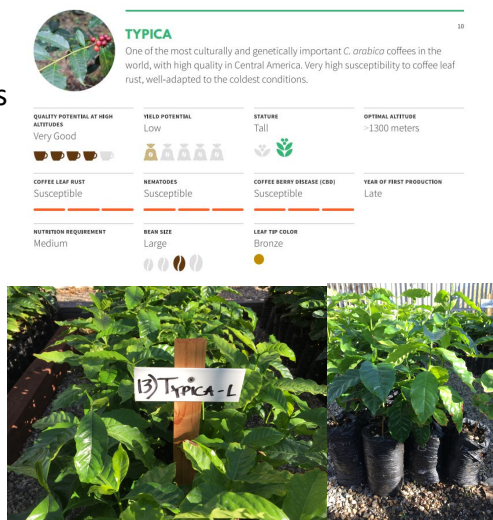 10
TYPICA
One of the most culturally and genetically important C. arabica coffees in the
world, with high quality in Central America. Very high susceptibility to coffee leaf
rust, well-adapted to the coldest conditions.
s
QUALITY POTENTIAL AT HIGH
ALTITUDES
Very Good
YIELD POTENTIAL
Low
STATURE
Tall
OPTIMAL ALTITUDE
>1300 meters
COFFEE LEAF RUST
Susceptible
NEMATODES
Susceptible
COFFEE BERRY DISEASE (CBD)
Susceptible
YEAR OF FIRST PRODUCTION
Late
NUTRITION REQUIREMENT
Medium
BEAN SIZE
Large
LEAF TIP COLOR
Bronze
13) TYPICA-L